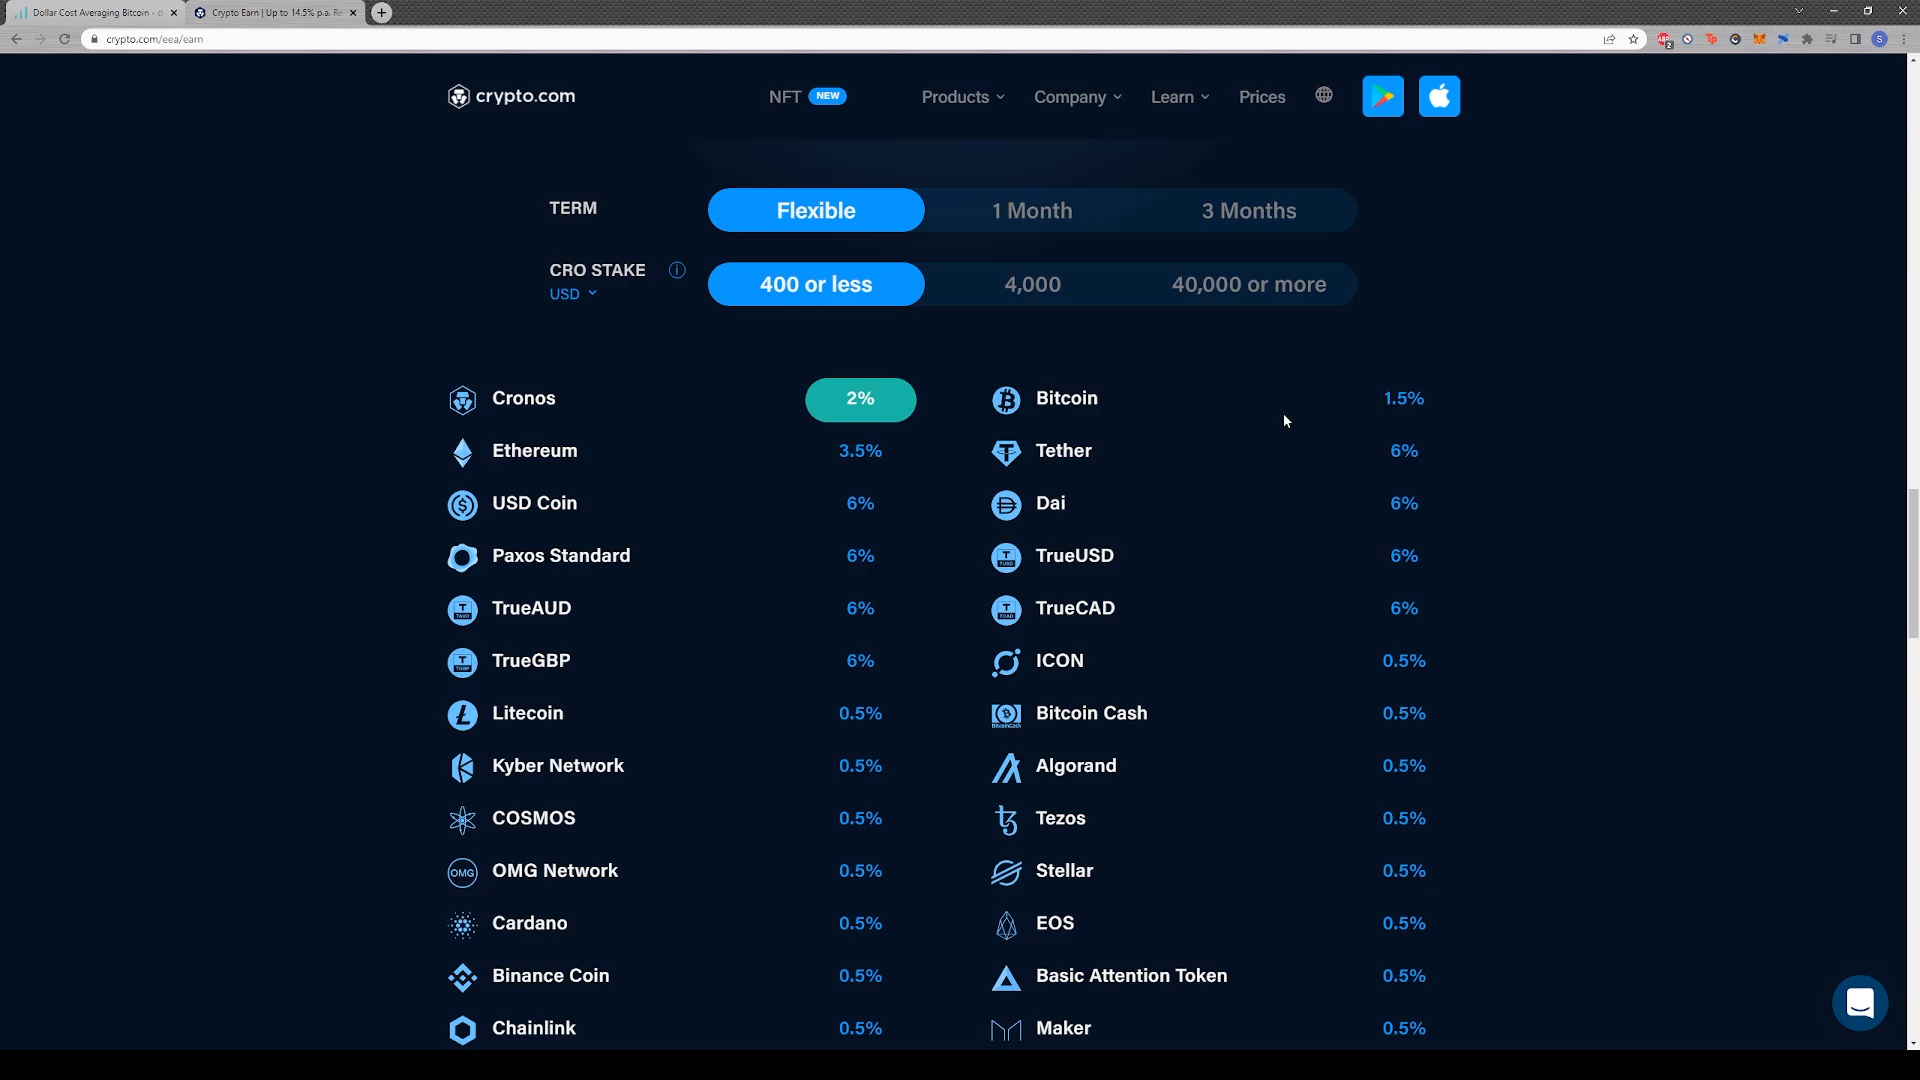 Dollar Cost Averaging Bitcoin - d
Crypto Earn | Up to 14.5% p.a. Re
crypto.com/eea/earn
crypto.com
NFT NEW Products Company Learn Prices
TERM Flexible 1 Month 3 Months
CRO STAKE 400 or less 4,000 40,000 or more
USD
Cronos 2% Bitcoin 1.5%
Ethereum 3.5% Tether 6%
USD Coin 6% Dai 6%
Paxos Standard 6% TrueUSD 6%
TrueAUD 6% TrueCAD 6%
TrueGBP 6% ICON 0.5%
Litecoin 0.5% Bitcoin Cash 0.5%
Kyber Network 0.5% Algorand 0.5%
COSMOS 0.5% Tezos 0.5%
OMG Network 0.5% Stellar 0.5%
Cardano 0.5% EOS 0.5%
Binance Coin 0.5% Basic Attention Token 0.5%
Chainlink 0.5% Maker 0.5%